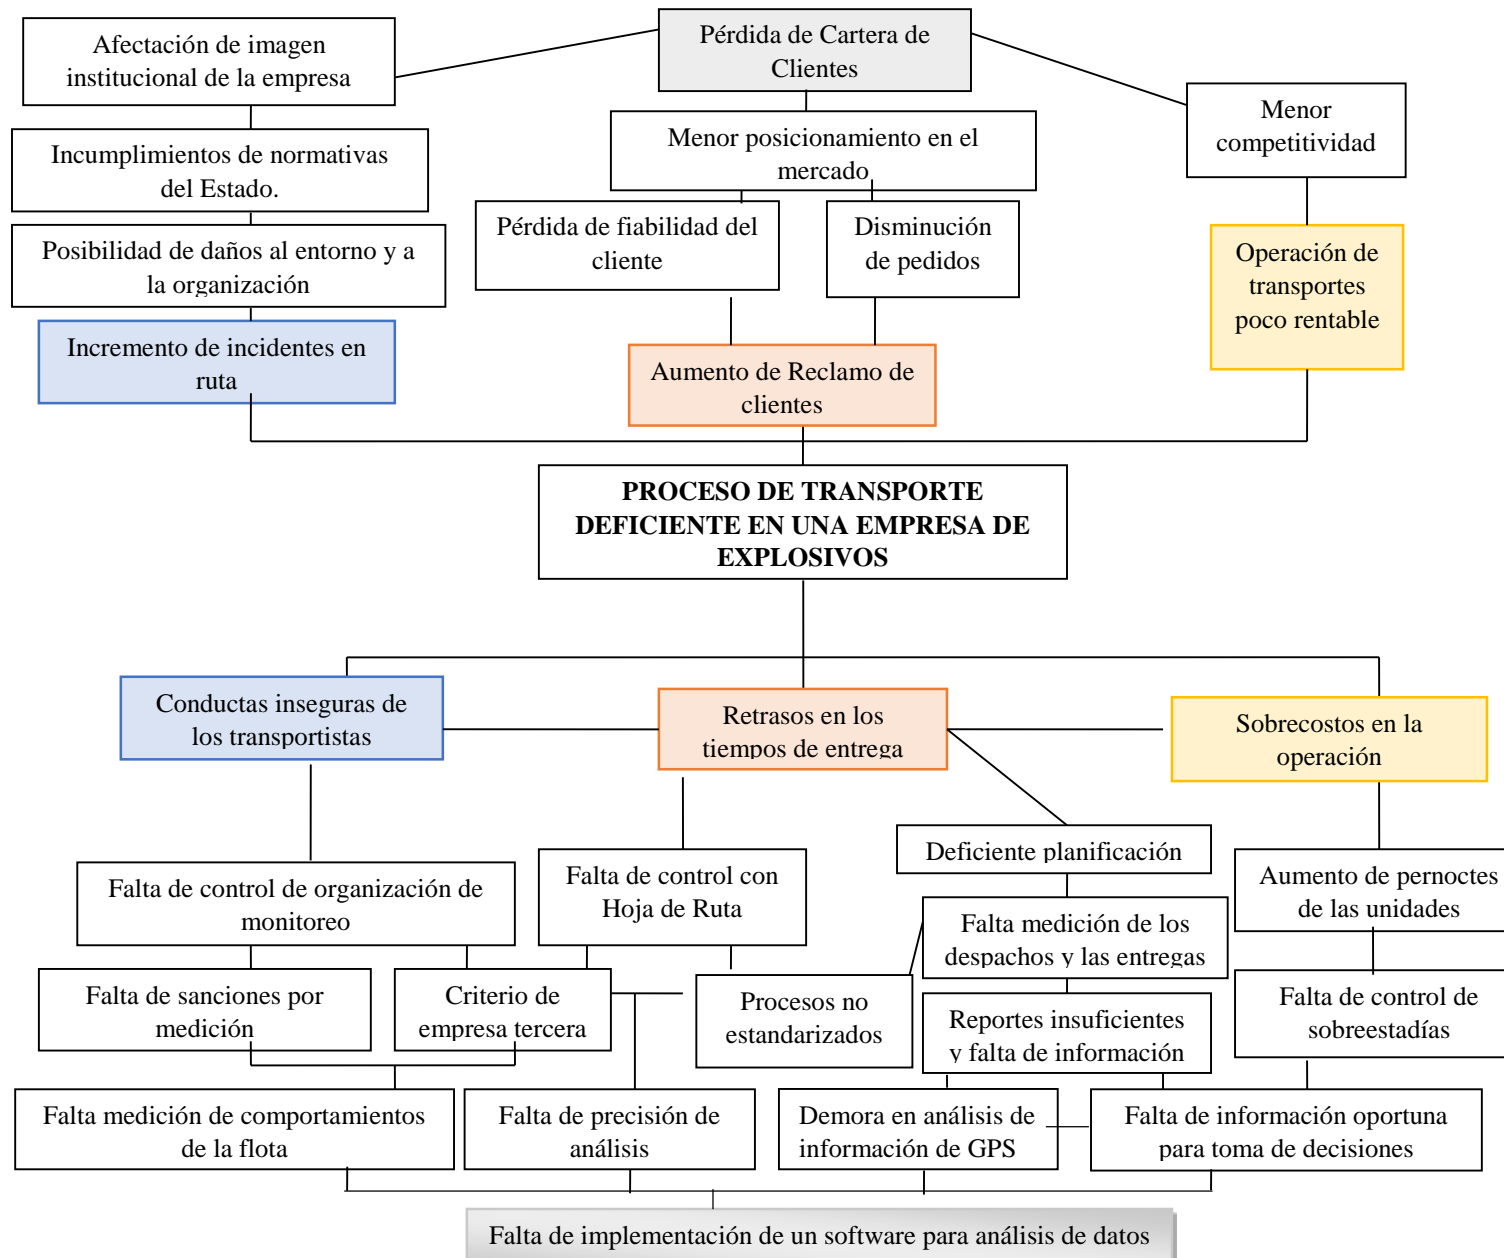 Afectación de imagen
institucional de la empresa
Pérdida de Cartera de
Clientes
Menor
competitividad
Incumplimientos de normativas
del Estado.
Menor posicionamiento en el
mercado
Posibilidad de daños al entorno y a
la organización
Pérdida de fiabilidad del
cliente
Disminución
de pedidos
Operación de
transportes
poco rentable
Incremento de incidentes en
ruta
Aumento de Reclamo de
clientes
PROCESO DE TRANSPORTE
DEFICIENTE EN UNA EMPRESA DE
EXPLOSIVOS
Conductas inseguras de
los transportistas
Retrasos en los
tiempos de entrega
Sobrecostos en la
operación
Falta de control de organización de
monitoreo
Falta de control con
Hoja de Ruta
Deficiente planificación
Aumento de pernoctes
de las unidades
Falta medición de los
despachos y las entregas
Falta de sanciones por
medición
Criterio de
empresa tercera
Procesos no
estandarizados
Reportes insuficientes
y falta de información
Falta de control de
sobreestadías
Falta medición de comportamientos
de la flota
Falta de precisión de
análisis
Demora en análisis de
información de GPS
Falta de información oportuna
para toma de decisiones
Falta de implementación de un software para análisis de datos